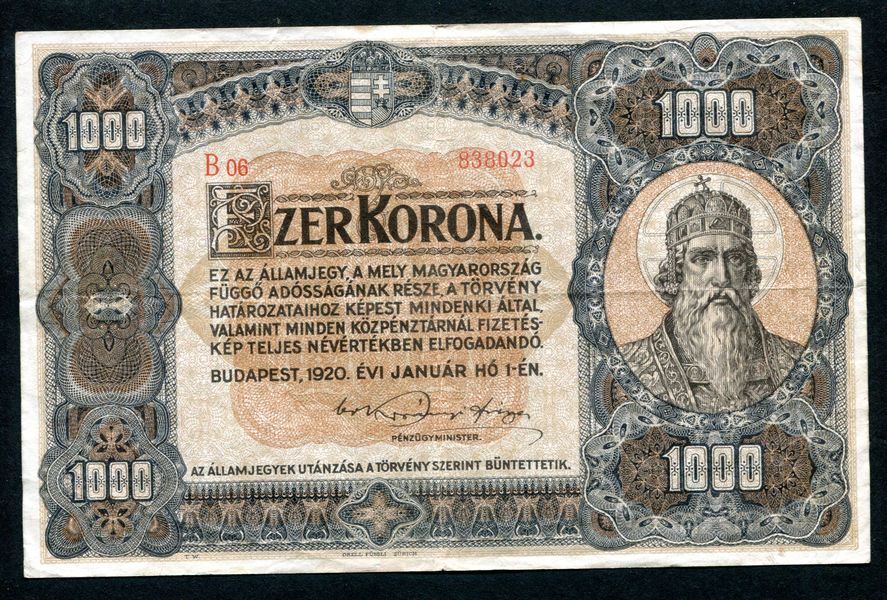 1000
1000
B 06 838023
EZER KORONA.
EZ AZ ÁLLAMJEGY, A MELY MAGYARORSZÁG
FÜGGŐ ADÓSSÁGÁNAK RÉSZE, A TÖRVÉNY
HATÁROZATAIHOZ KÉPEST MINDENKI ÁLTAL,
VALAMINT MINDEN KÖZPÉNZTÁRNÁL FIZETÉS-
KÉP TELJES NÉVÉRTÉKBEN ELFOGADANDÓ.
BUDAPEST, 1920. ÉVI JANUÁR HÓ 1-ÉN.
PÉNZÜGYMINISTER.
AZ ÁLLAMJEGYEK UTÁNZÁSA A TÖRVÉNY SZERINT BÜNTETTETIK.
1000
1000
T. W. ORELL FÜSSLI ZÜRICH